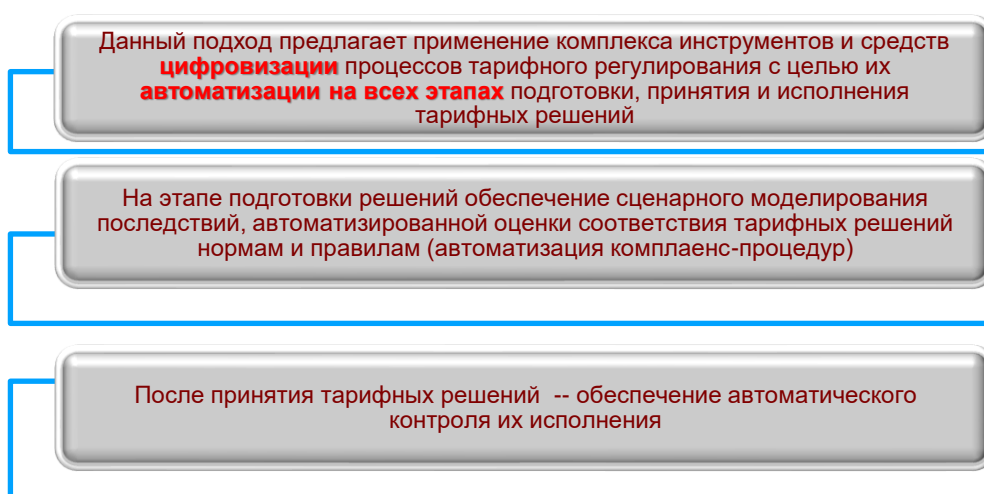 Данный подход предлагает применение комплекса инструментов и средств
цифровизации процессов тарифного регулирования с целью их
автоматизации на всех этапах подготовки, принятия и исполнения
тарифных решений
На этапе подготовки решений обеспечение сценарного моделирования
последствий, автоматизированной оценки соответствия тарифных решений
нормам и правилам (автоматизация комплаенс-процедур)
После принятия тарифных решений -- обеспечение автоматического
контроля их исполнения